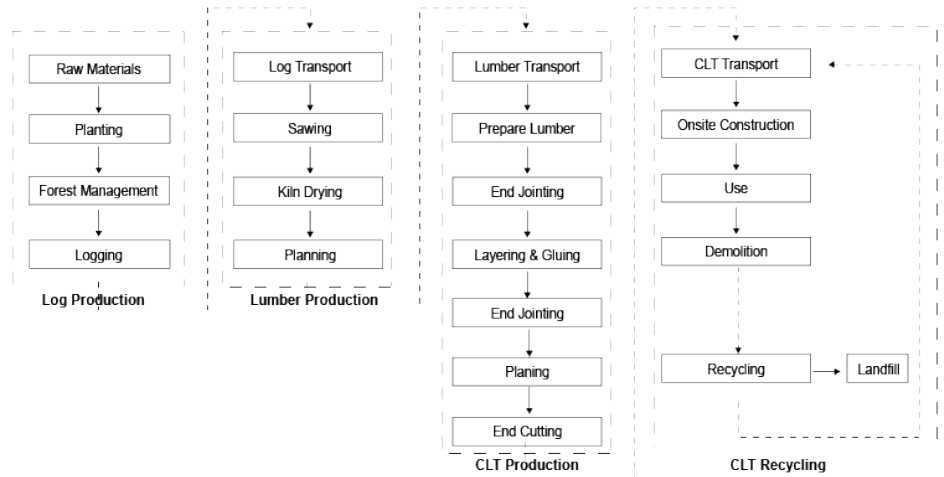 Raw Materials
Planting
Forest Management
Logging
Log Production
Log Transport
Sawing
Kiln Drying
Planning
Lumber Production
Lumber Transport
Prepare Lumber
End Jointing
Layering & Gluing
End Jointing
Planing
End Cutting
CLT Production
CLT Transport
Onsite Construction
Use
Demolition
Recycling
Landfill
CLT Recycling